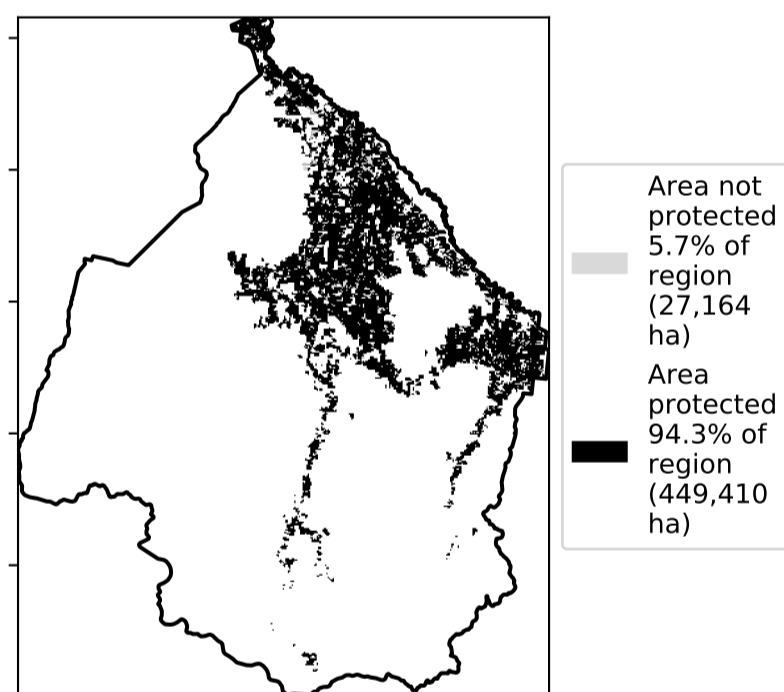 Area not
protected
5.7% of
region
(27,164
ha)
Area
protected
94.3% of
region
(449,410
ha)